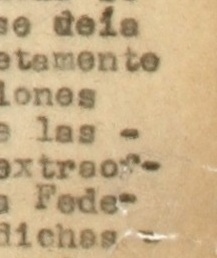 se deja
etamente
iones
e las -
extraor-
a Fede-
dichas -